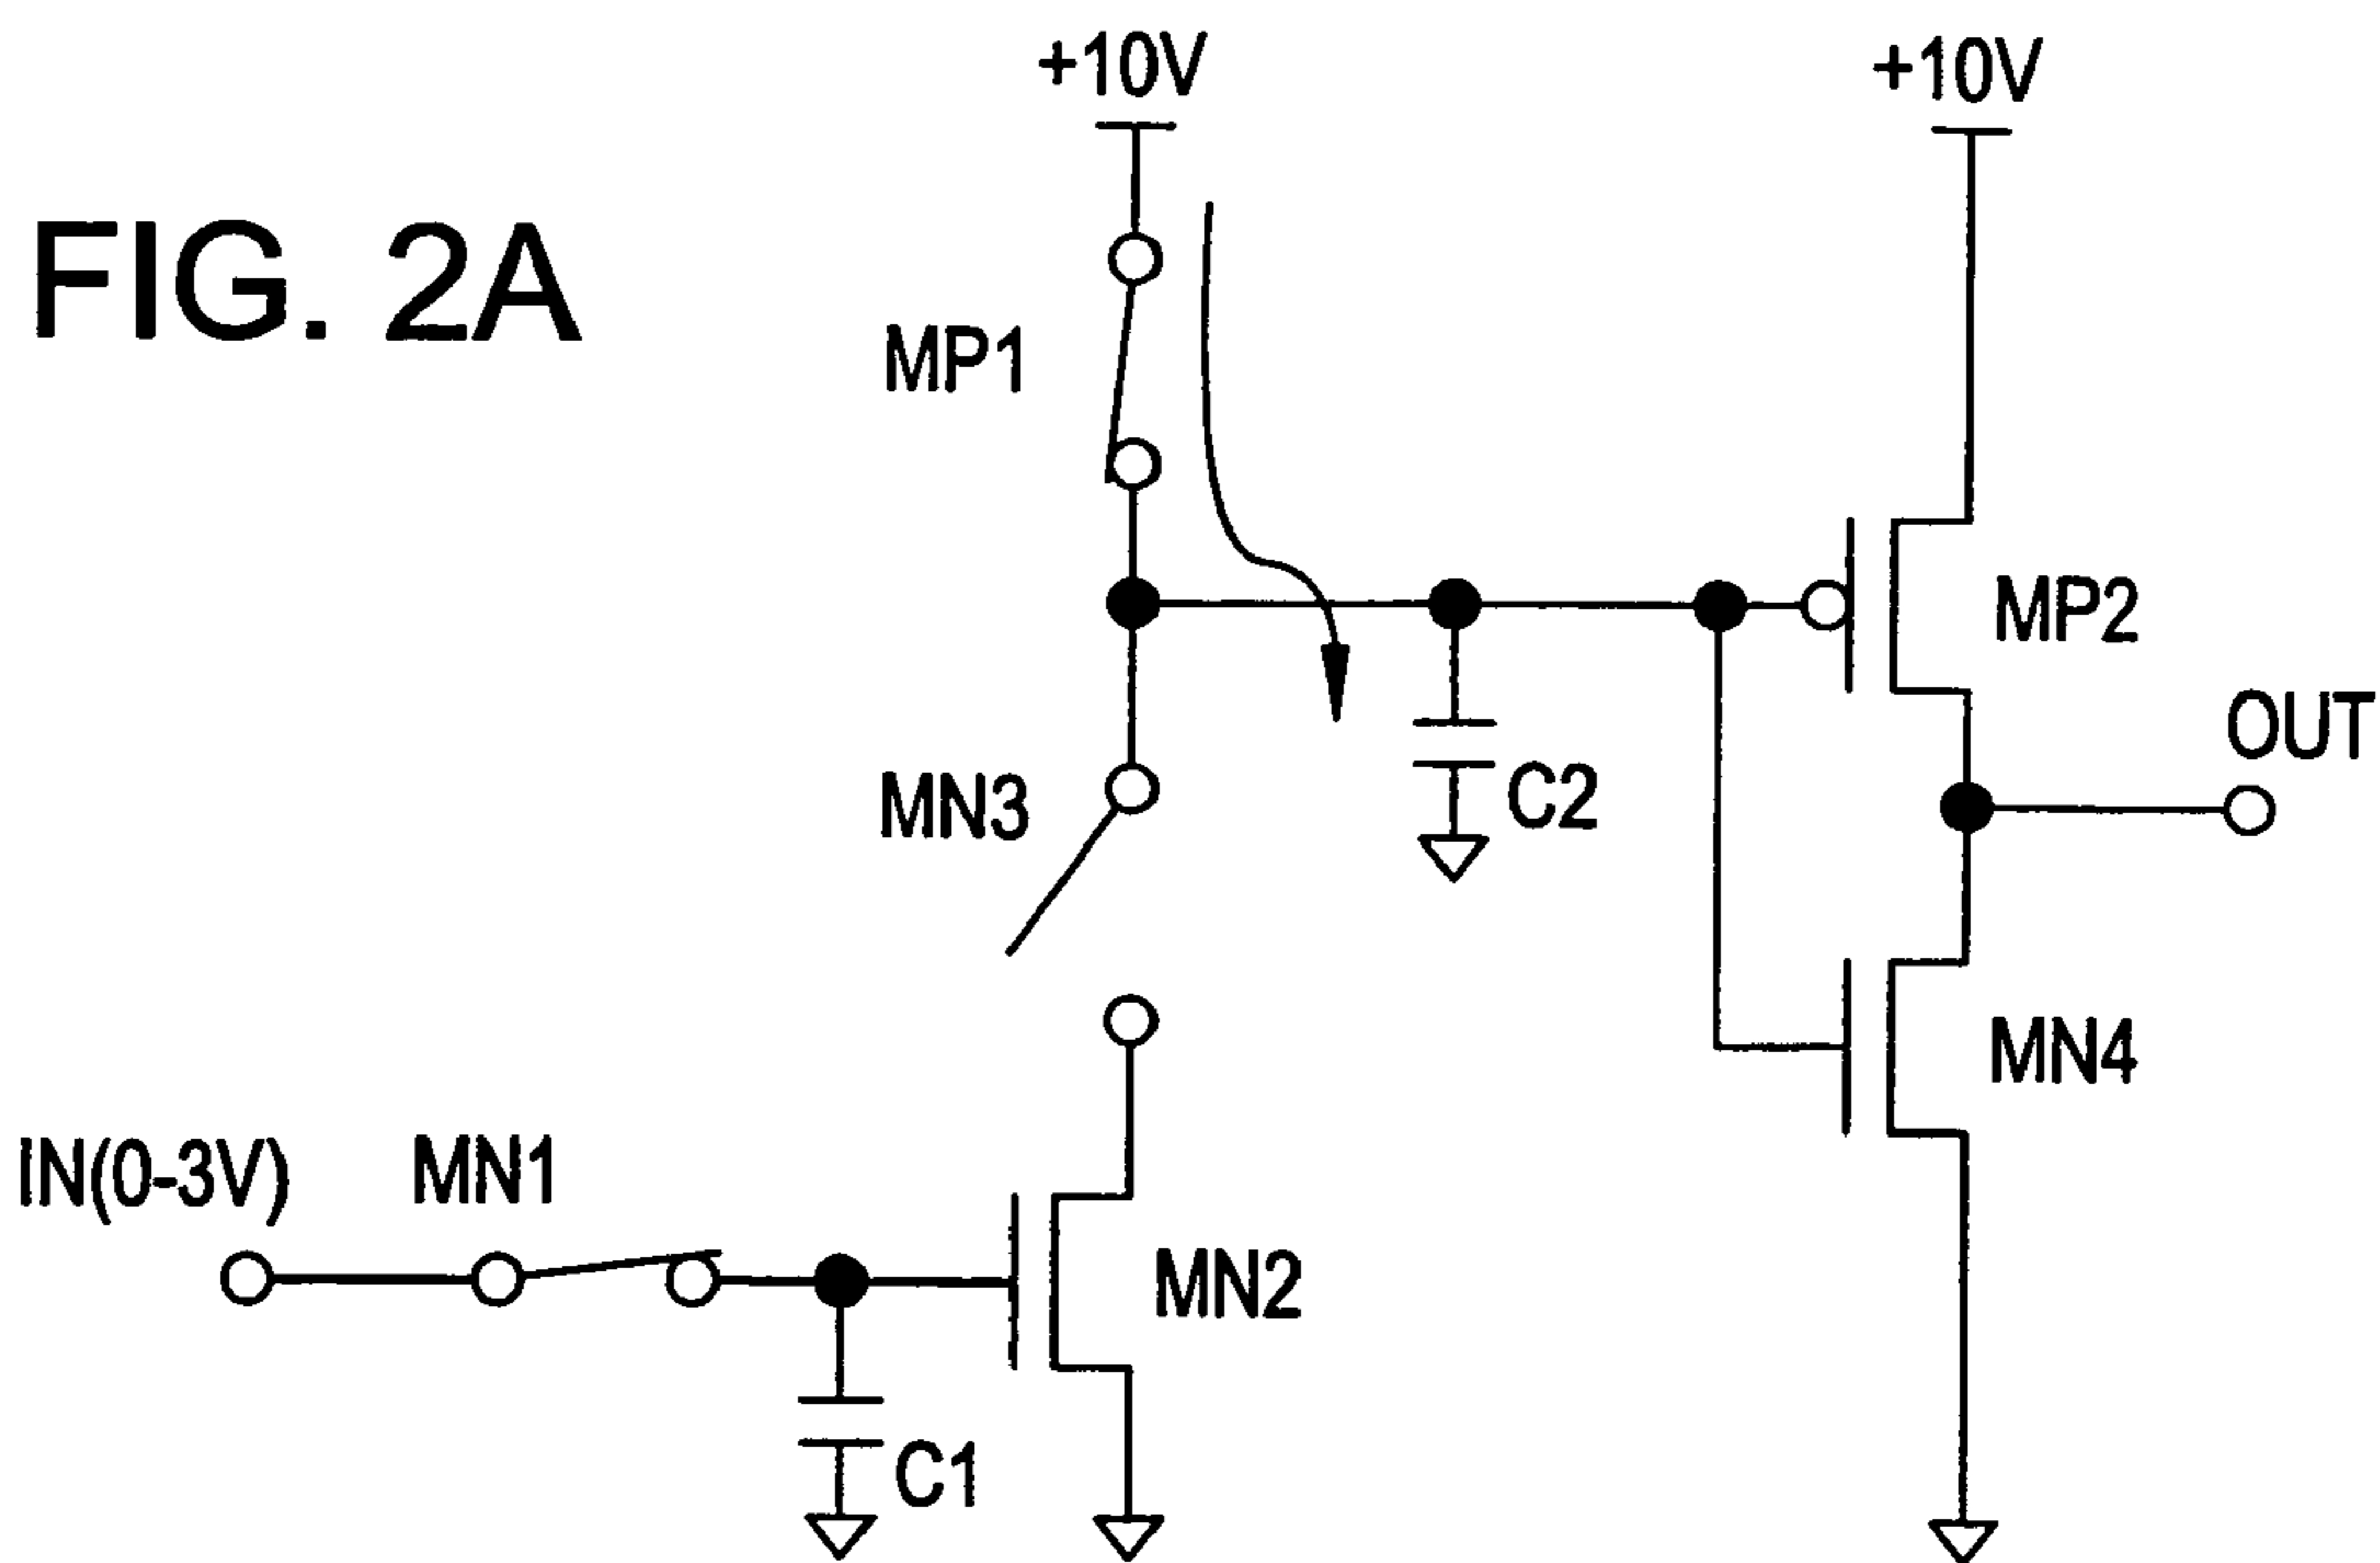 +10V
+10V
FIG. 2A
MP1
MP2
OUT
MN3
C2
MN4
IN(0-3V)
MN1
MN2
C1